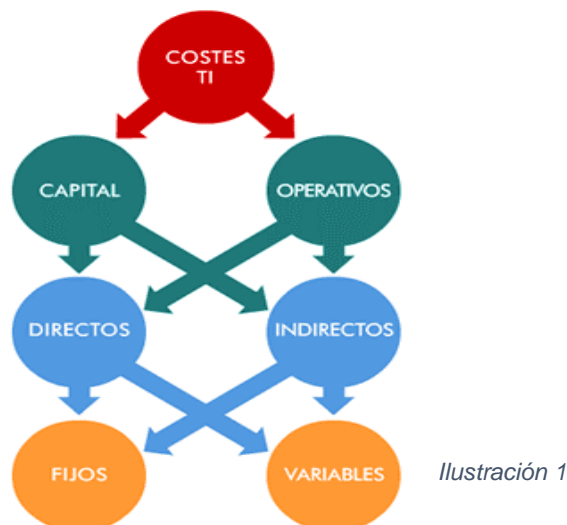 COSTES
TI
CAPITAL
OPERATIVOS
DIRECTOS
INDIRECTOS
FIJOS
VARIABLES
Ilustración 1